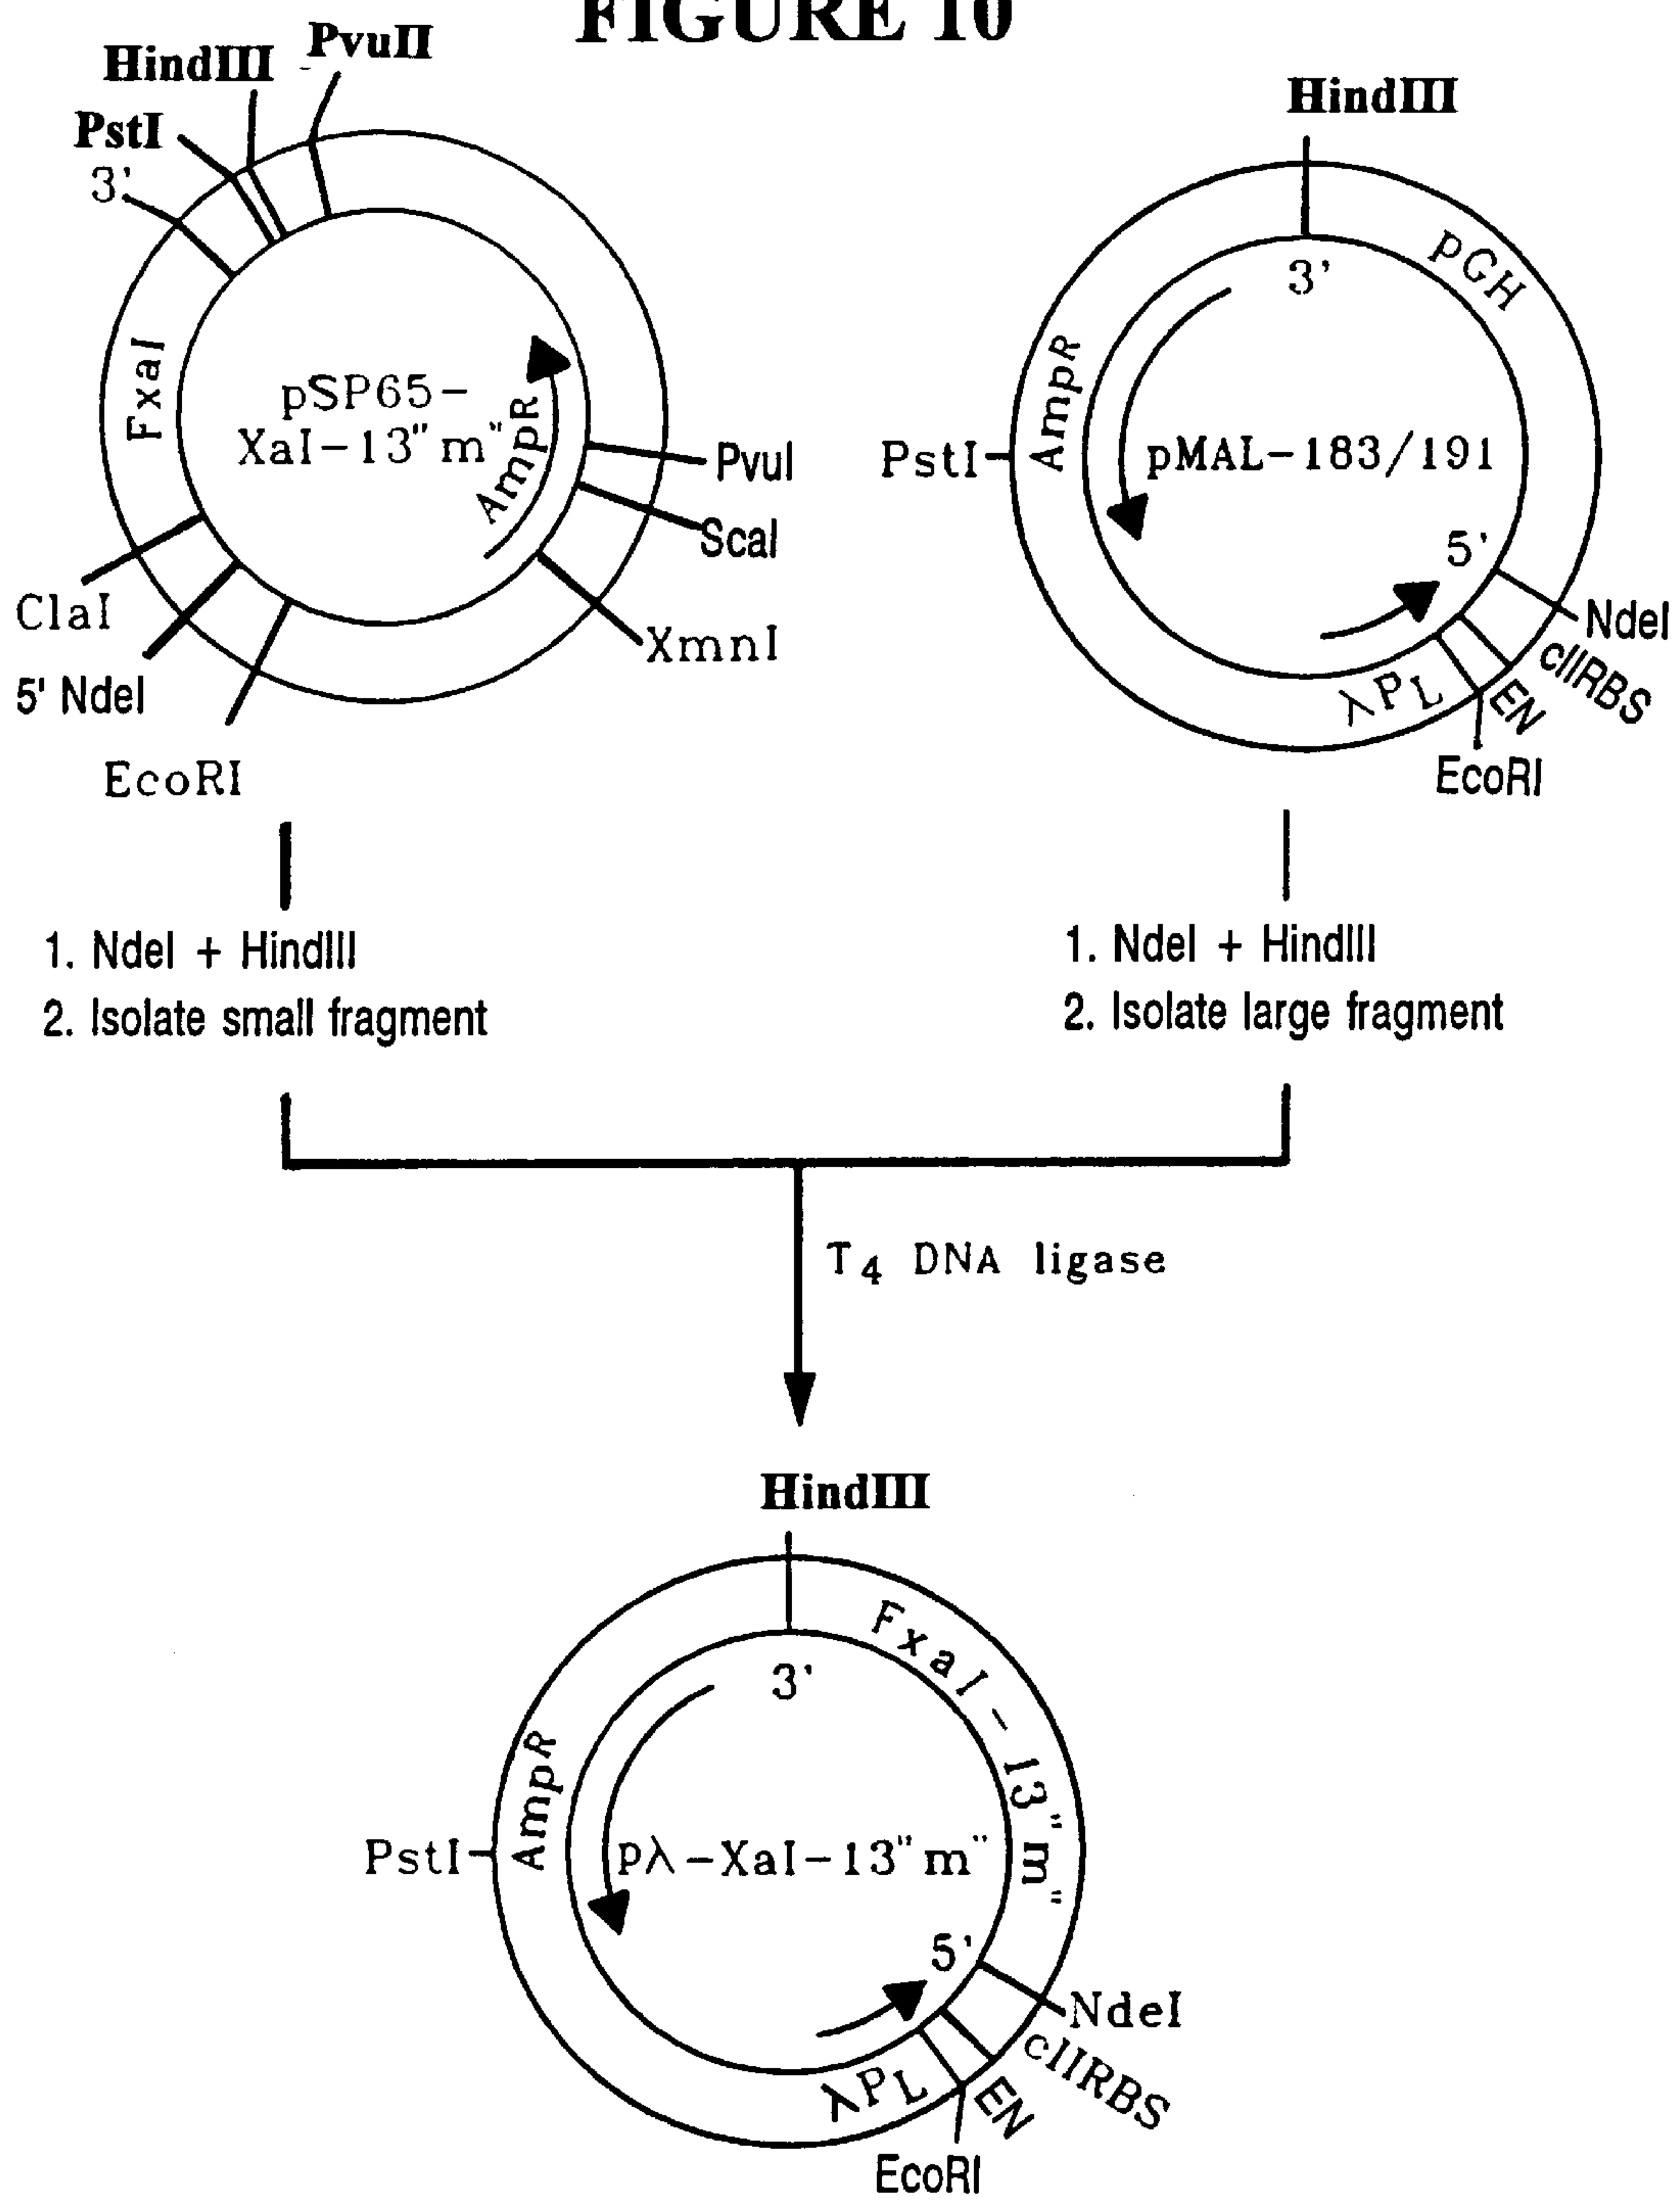 FIGURE 10
HindIII
PvuII
PstI
3'
FxaI
pSP65-
XaI-13"m"
AmpR
PvuI
ScaI
XmnI
ClaI
5' NdeI
EcoRI
HindIII
pGH
3'
AmpR
PstI
pMAL-183/191
5'
NdeI
cIIRBS
EN
λPL
EcoRI
1. NdeI + HindIII
2. Isolate small fragment
1. NdeI + HindIII
2. Isolate large fragment
T4 DNA ligase
HindIII
FxaI-13"m"
3'
AmpR
PstI
pλ-XaI-13"m"
5'
NdeI
cIIRBS
EN
λPL
EcoRI